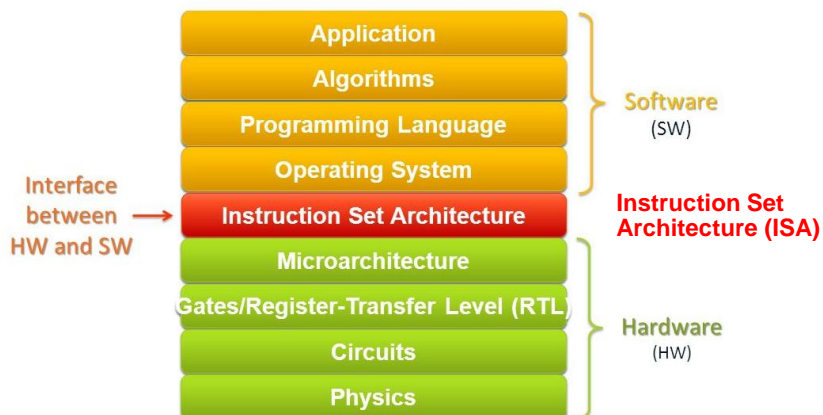 Application
Algorithms
Programming Language
Operating System
Instruction Set Architecture
Microarchitecture
Gates/Register-Transfer Level (RTL)
Circuits
Physics
Interface
between
HW and SW
Software
(SW)
Instruction Set
Architecture (ISA)
Hardware
(HW)